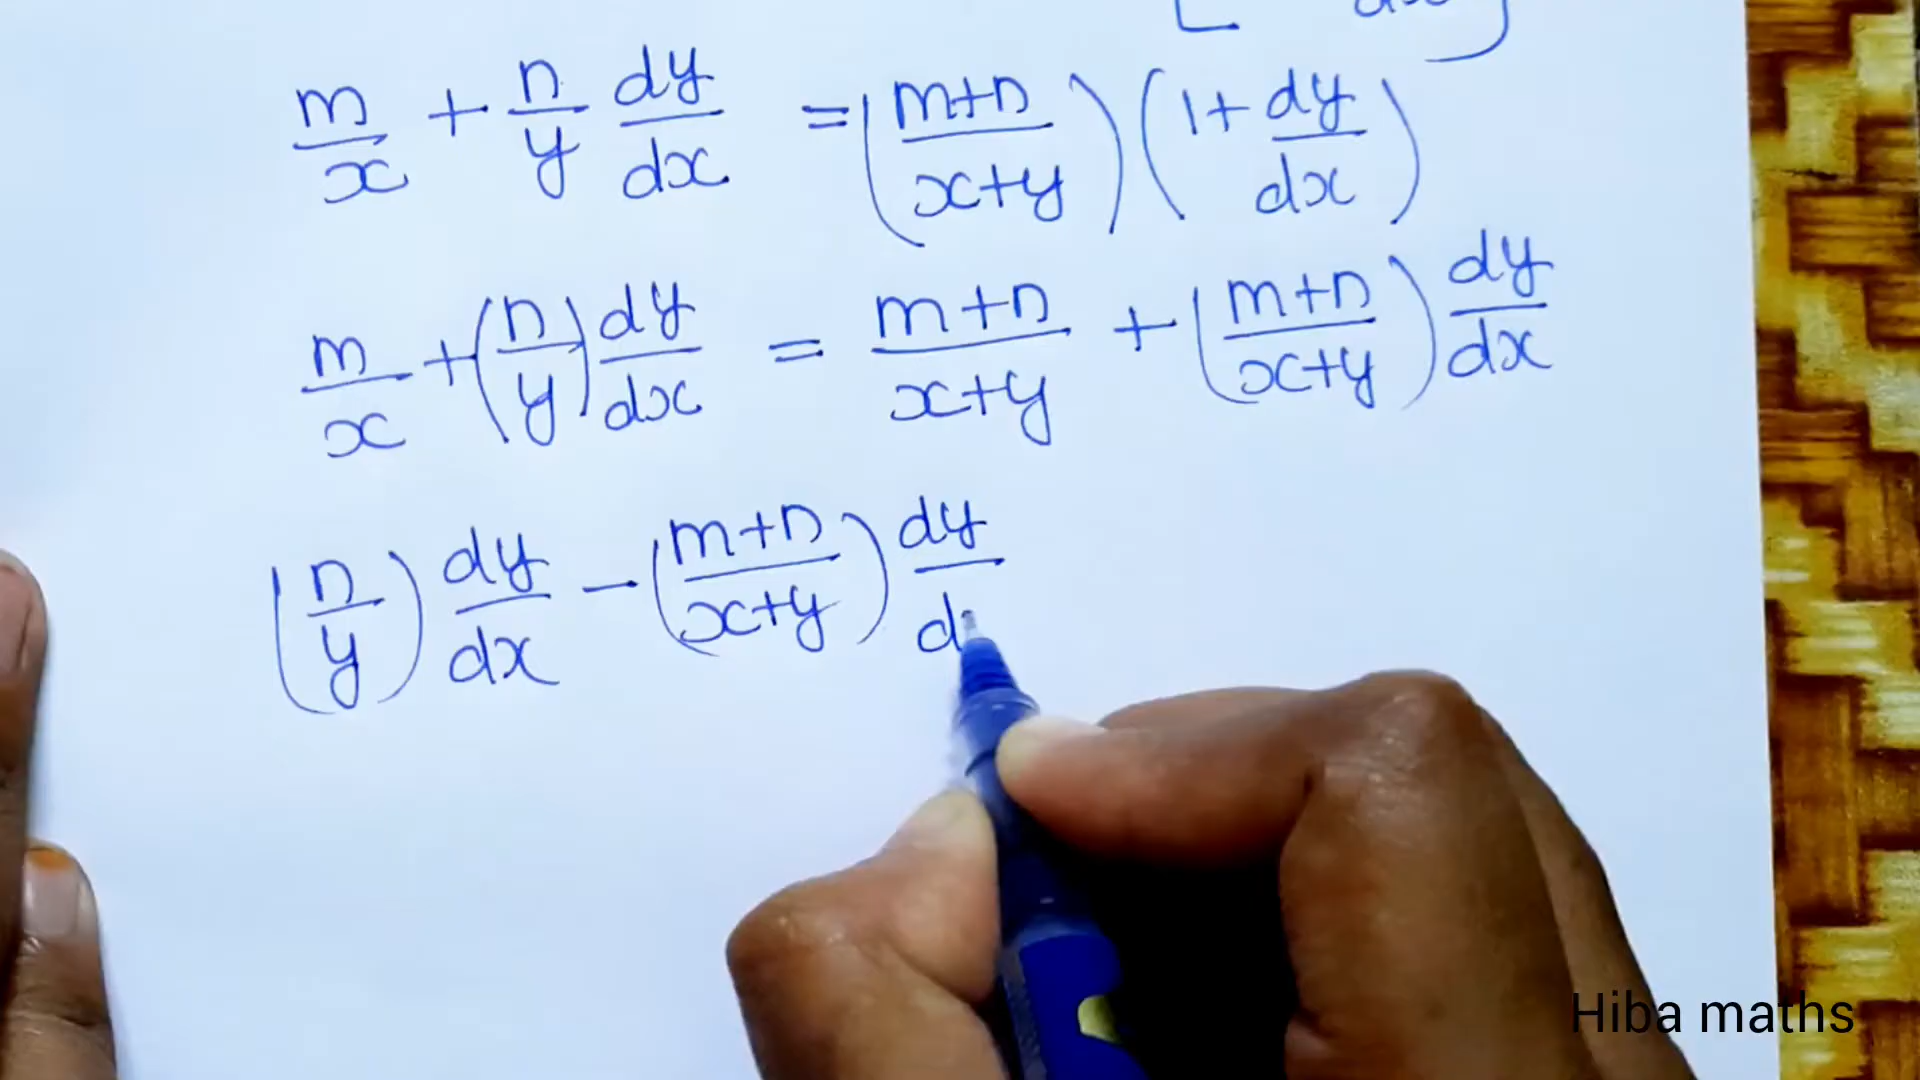 m/x + n/y dy/dx = (m+n/x+y)(1+dy/dx)
m/x + (n/y) dy/dx = m+n/x+y + (m+n/x+y) dy/dx
(n/y) dy/dx - (m+n/x+y) dy/d
Hiba maths